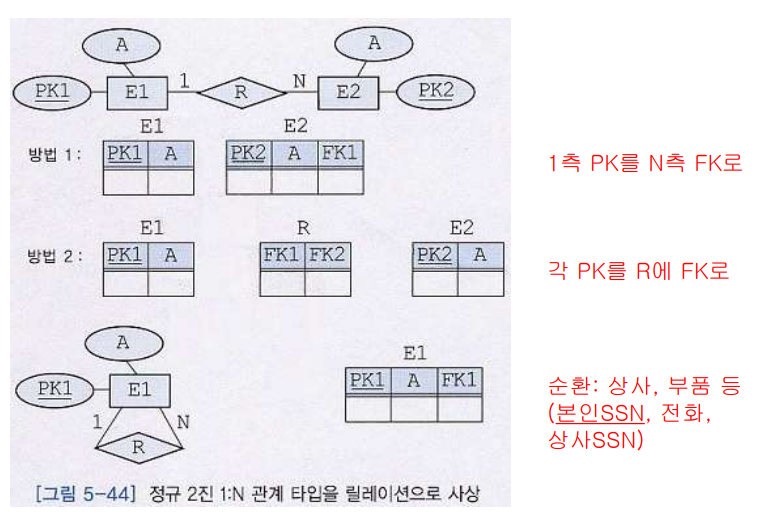 A
A
PK1
E1
1
R
N
E2
PK2
E1
E2
방법 1:
PK1 A
PK2 A FK1
1측 PK를 N측 FK로
E1
R
E2
방법 2:
PK1 A
FK1 FK2
PK2 A
각 PK를 R에 FK로
A
E1
PK1
E1
PK1 A FK1
순환: 상사, 부품 등
1
N
(본인SSN, 전화,
R
상사SSN)
[그림 5-44] 정규 2진 1:N 관계 타입을 릴레이션으로 사상